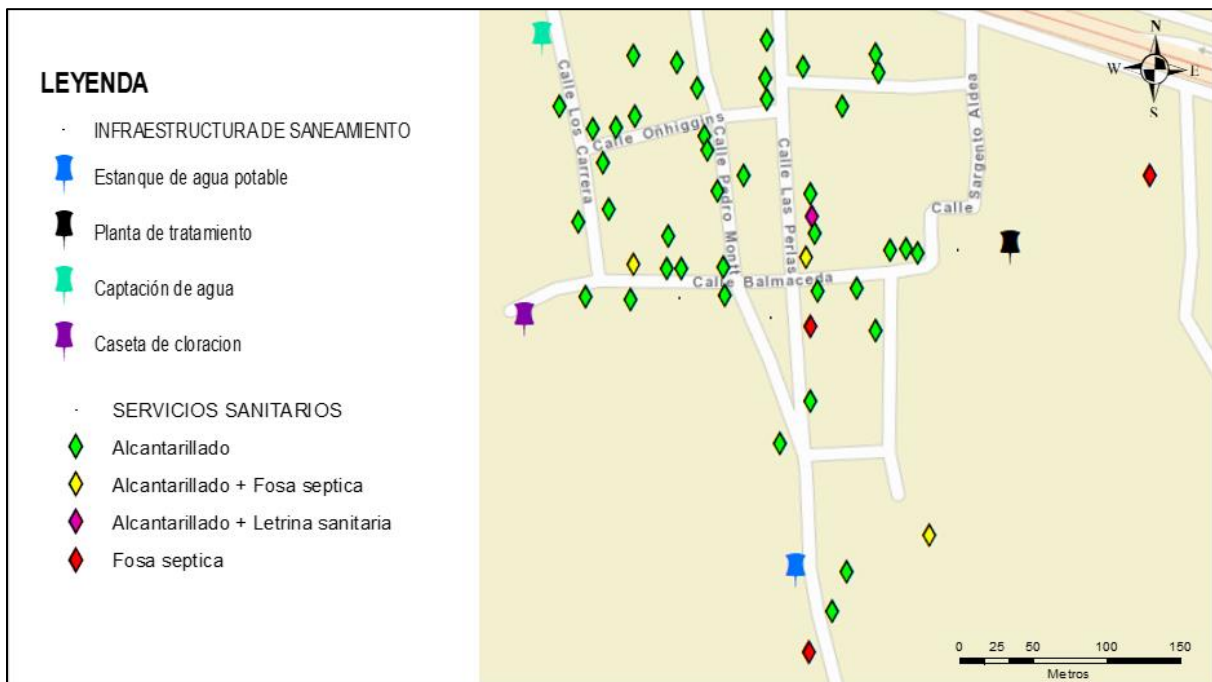 LEYENDA
INFRAESTRUCTURA DE SANEAMIENTO
Estanque de agua potable
Planta de tratamiento
Captación de agua
Caseta de cloracion
SERVICIOS SANITARIOS
Alcantarillado
Alcantarillado + Fosa septica
Alcantarillado + Letrina sanitaria
Fosa septica
Calle Los Carrera
Calle Onhiggins
Calle Pedro Montt
Calle Las Perlas
Calle Sargento Aldea
Calle
Calle Balmaceda
N
W
E
S
0 25 50 100 150
Metros